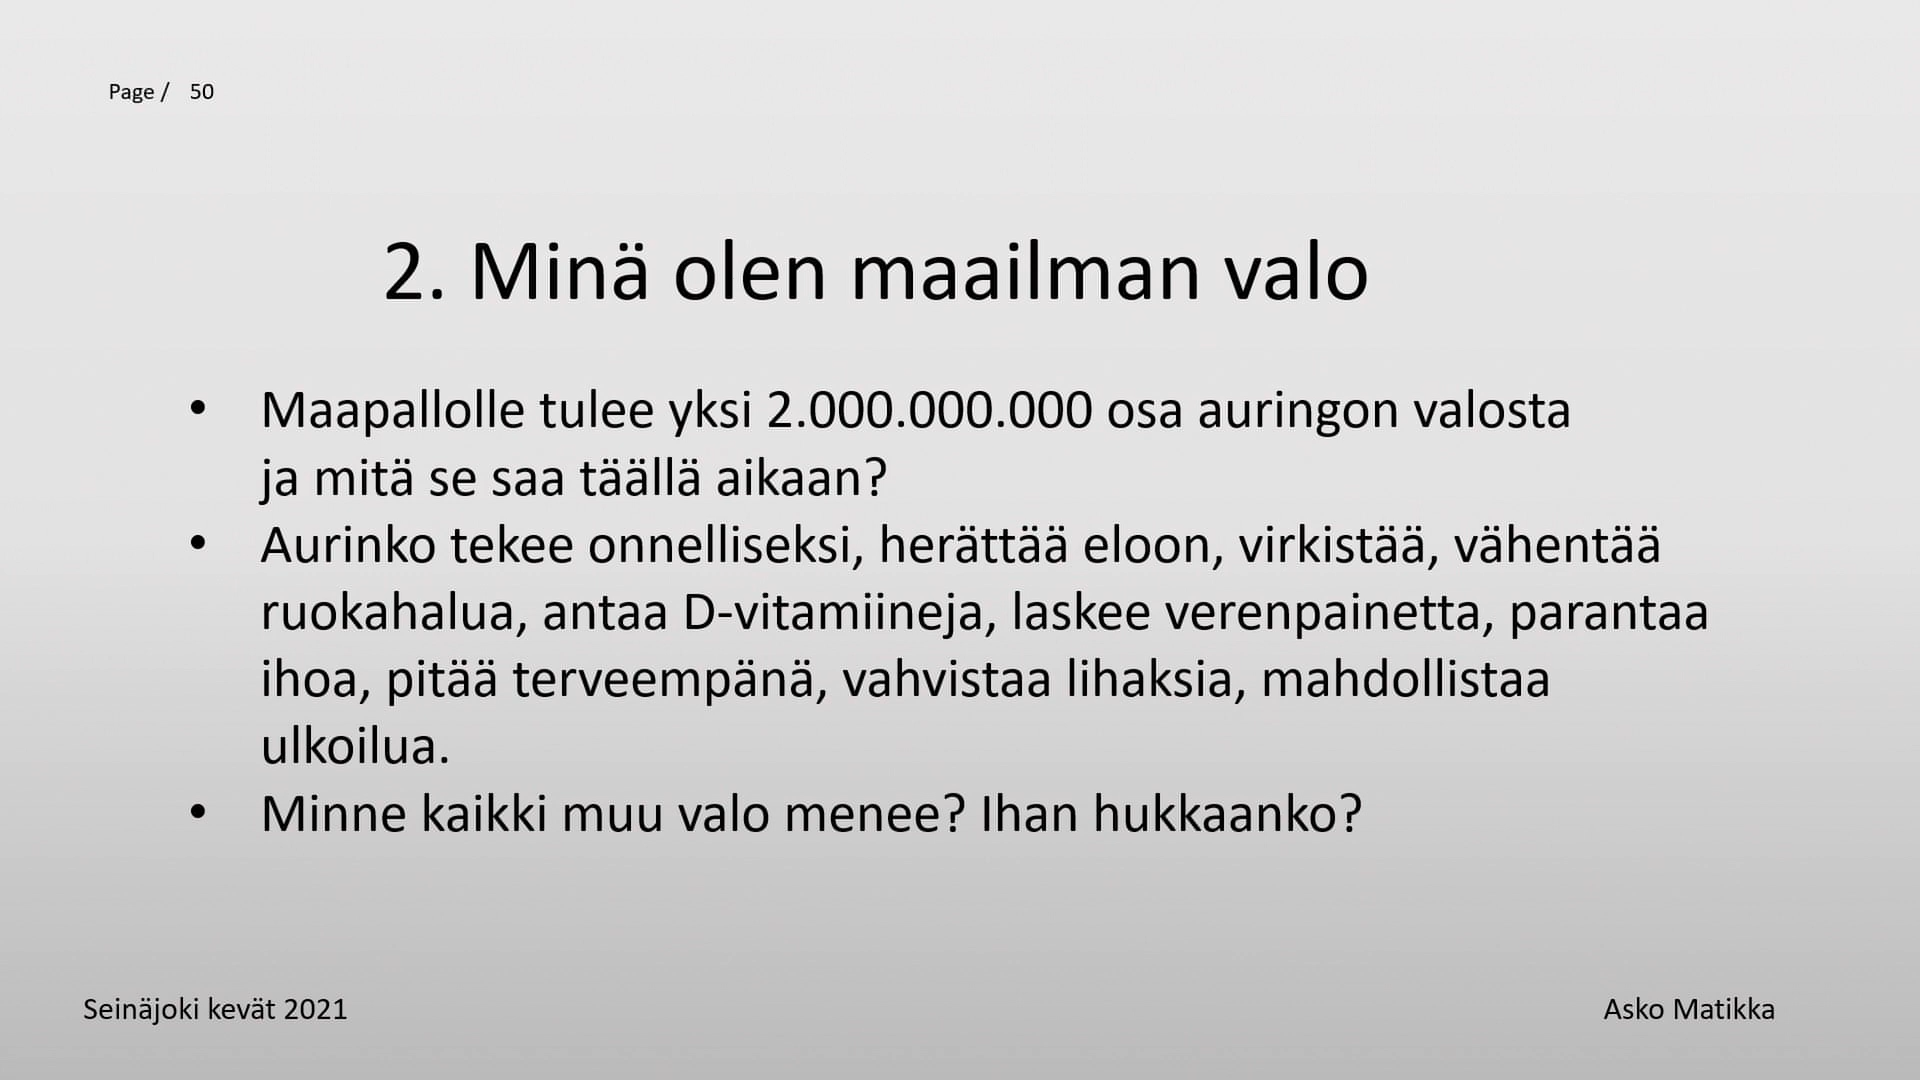 Page / 50
2. Minä olen maailman valo
• Maapallolle tulee yksi 2.000.000.000 osa auringon valosta
ja mitä se saa täällä aikaan?
• Aurinko tekee onnelliseksi, herättää eloon, virkistää, vähentää
ruokahalua, antaa D-vitamiineja, laskee verenpainetta, parantaa
ihoa, pitää terveempänä, vahvistaa lihaksia, mahdollistaa
ulkoilua.
• Minne kaikki muu valo menee? Ihan hukkaanko?
Seinäjoki kevät 2021
Asko Matikka